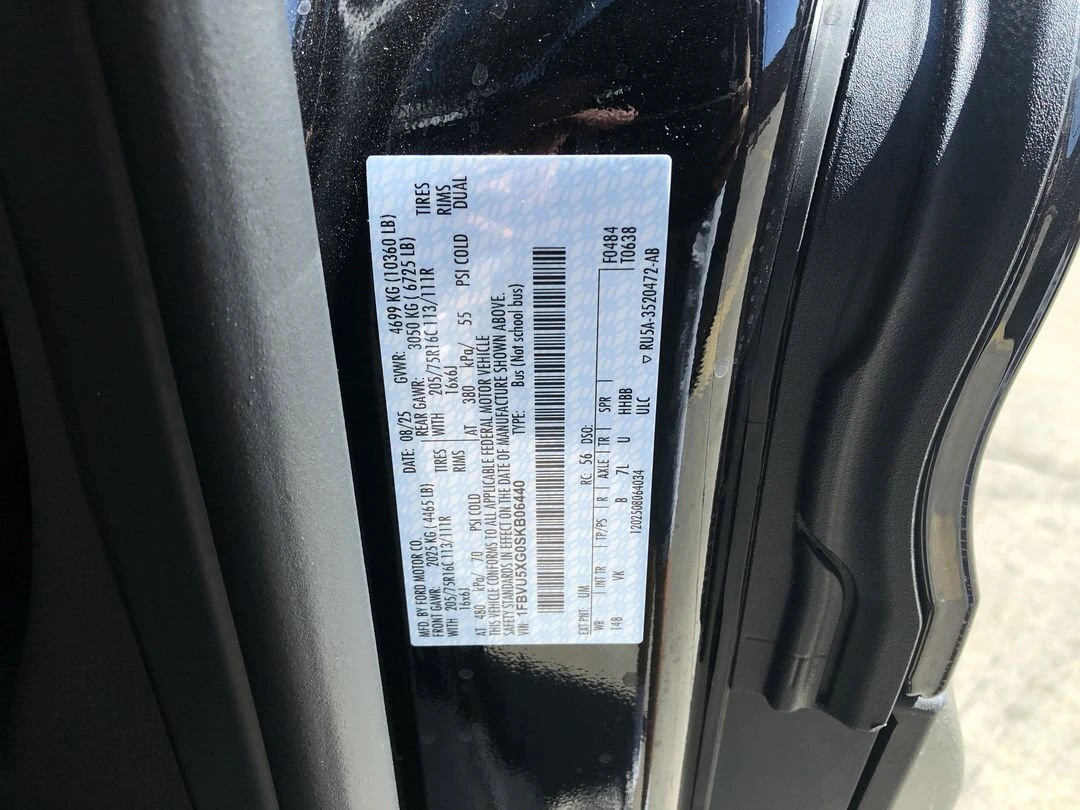 MFD. BY FORD MOTOR CO. DATE: 08/25 GVWR: 4699 KG (10360 LB)
FRONT GAWR: 2025 KG ( 4465 LB) REAR GAWR: 3050 KG ( 6725 LB)
WITH 205/75R16C 113/111R TIRES WITH 205/75R16C 113/111R TIRES
16x6J RIMS 16x6J RIMS
AT 480 kPa/ 70 PSI COLD AT 380 kPa/ 55 PSI COLD DUAL
THIS VEHICLE CONFORMS TO ALL APPLICABLE FEDERAL MOTOR VEHICLE
SAFETY STANDARDS IN EFFECT ON THE DATE OF MANUFACTURE SHOWN ABOVE.
VIN: 1FBVU5XG0SKB06440 TYPE: Bus (Not school bus)
EXT PNT: UM RC: 56 DSO: F0484
WB INT TR TP/PS R AXLE TR SPR T0638
148 VK B 7L U HHBB
120250806403​4 ULC ▽ RU5A-3520472-AB